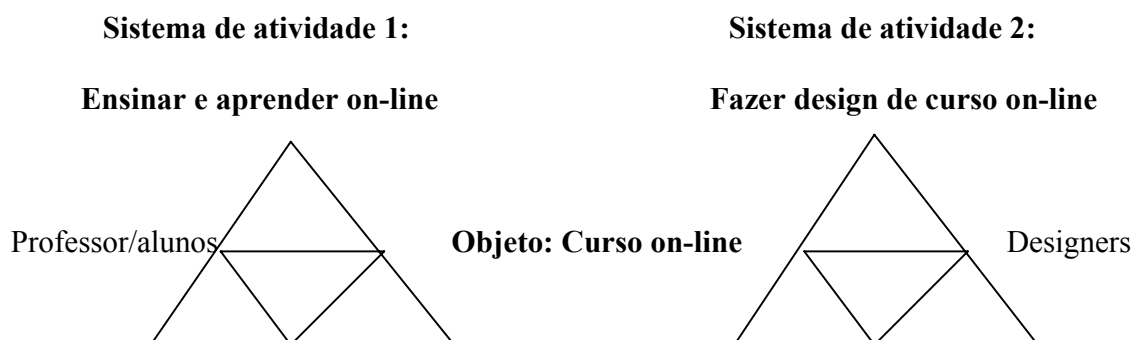 Sistema de atividade 1:
Ensinar e aprender on-line
Sistema de atividade 2:
Fazer design de curso on-line
Professor/alunos
Objeto: Curso on-line
Designers